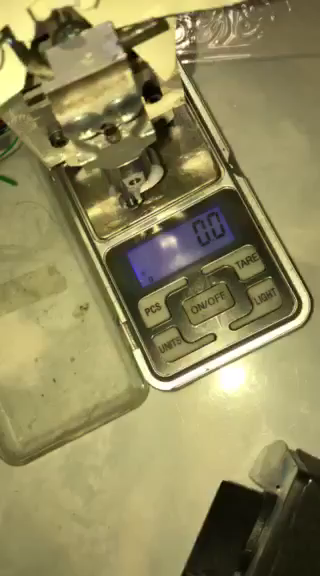 0.0
TARE
PCS
ON/OFF
LIGHT
UNITS